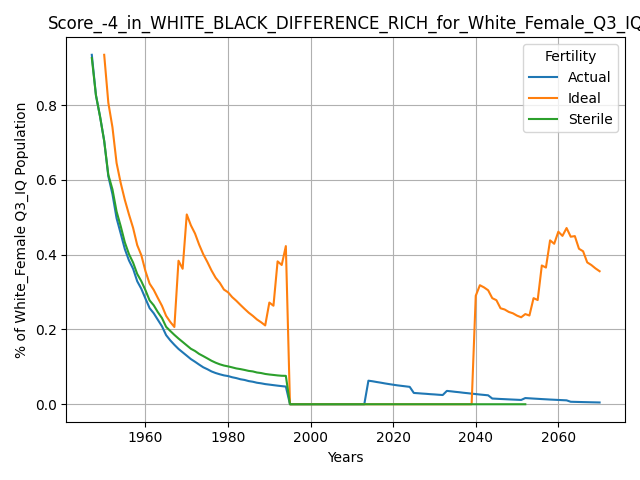 Score_-4_in_WHITE_BLACK_DIFFERENCE_RICH_for_White_Female_Q3_IQ
% of White_Female Q3_IQ Population
Fertility
Actual
Ideal
Sterile
0.8
0.6
0.4
0.2
0.0
1960
1980
2000
2020
2040
2060
Years